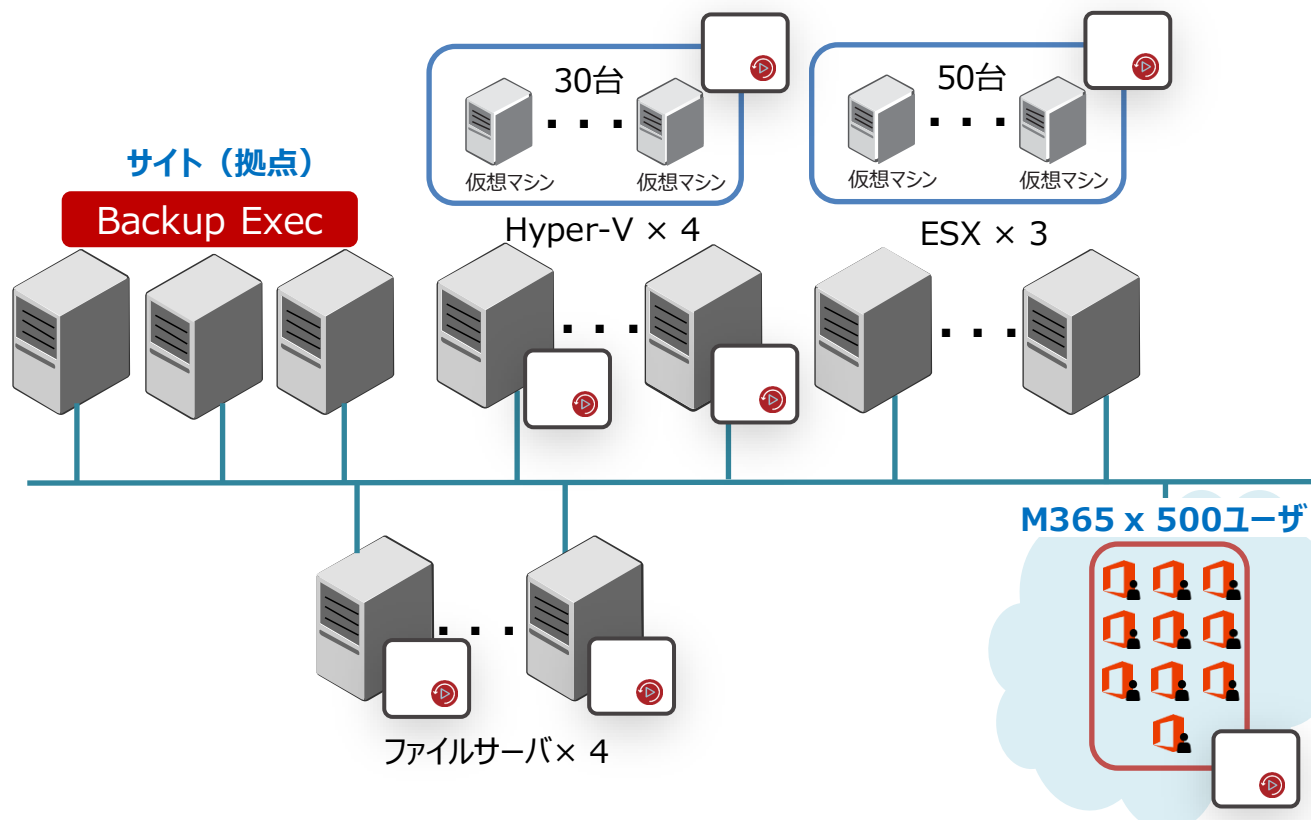 30台
・・・
仮想マシン
仮想マシン
50台
・・・
仮想マシン
仮想マシン
サイト（拠点）
Backup Exec
Hyper-V × 4
ESX × 3
・・・
・・・
M365 x 500ユーザ
・・・
ファイルサーバ× 4